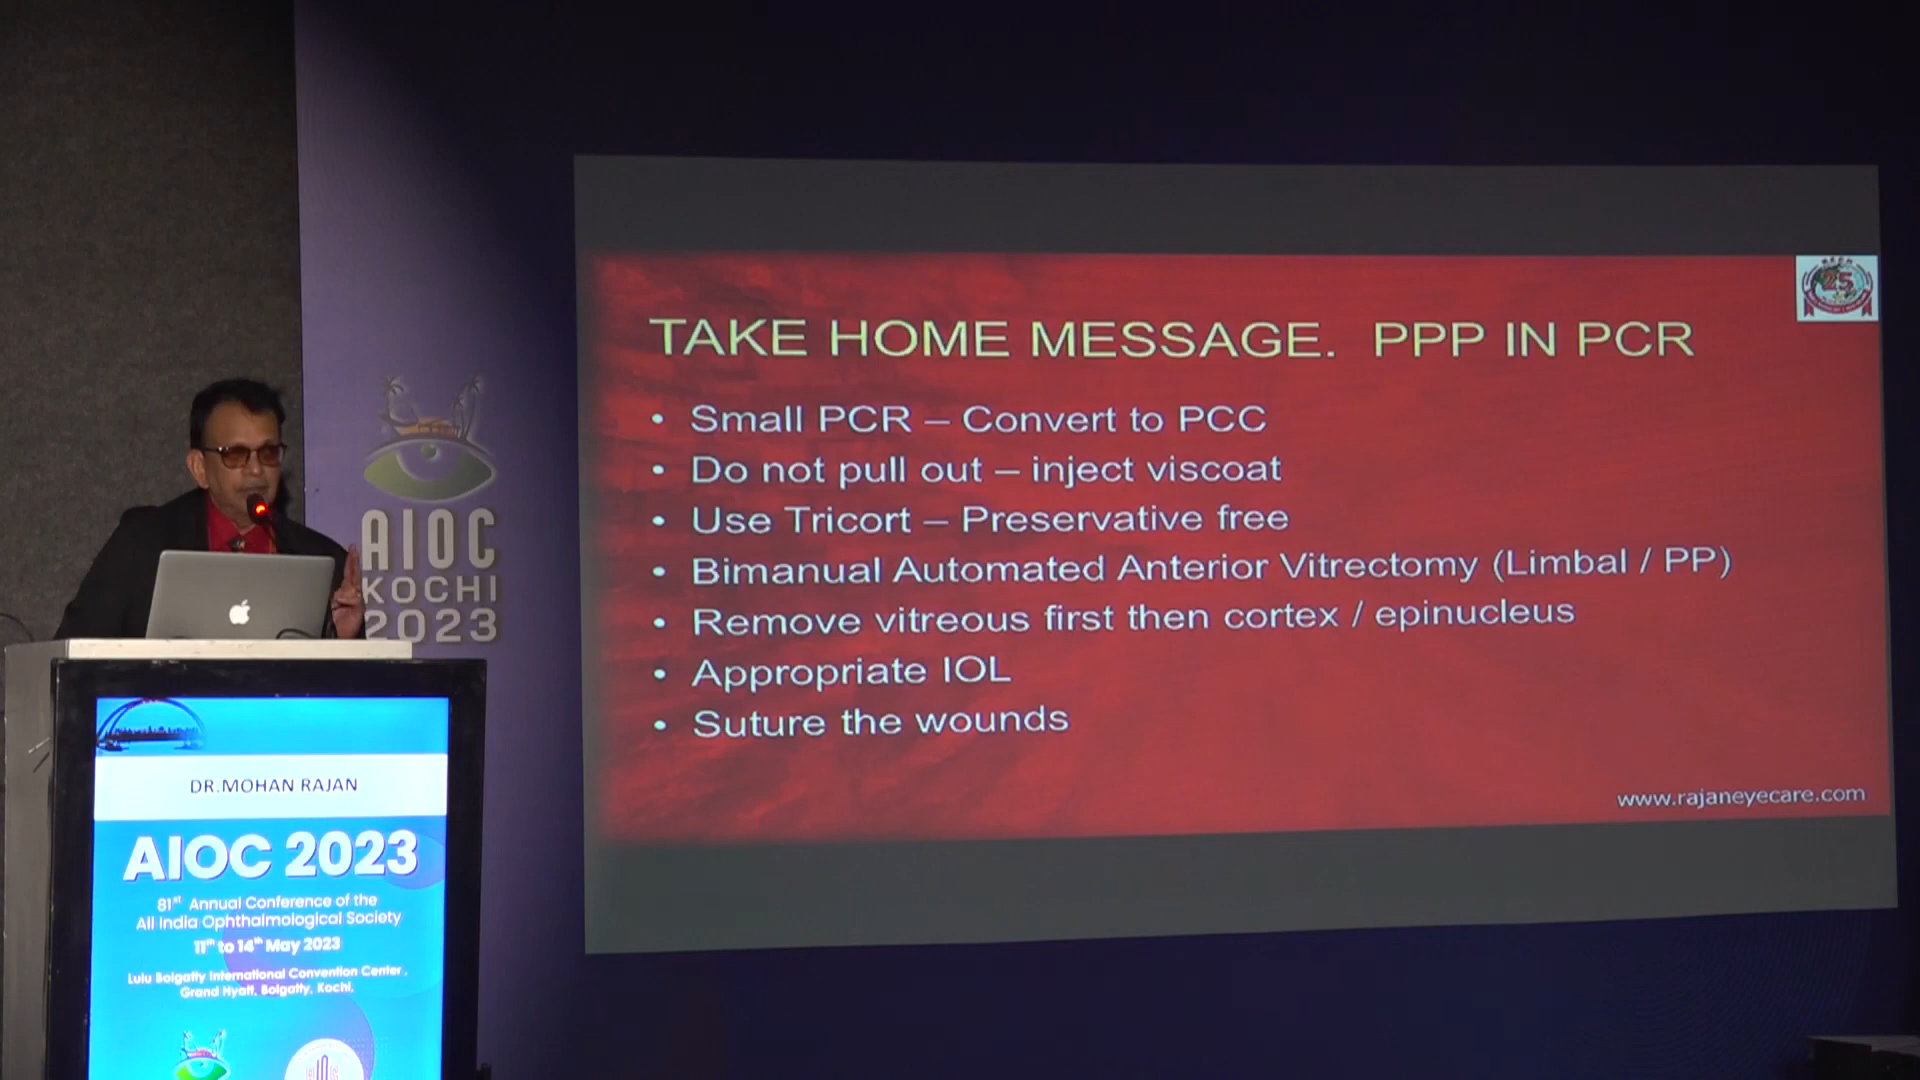 TAKE HOME MESSAGE. PPP IN PCR
• Small PCR – Convert to PCC
• Do not pull out – inject viscoat
• Use Tricort – Preservative free
• Bimanual Automated Anterior Vitrectomy (Limbal / PP)
• Remove vitreous first then cortex / epinucleus
• Appropriate IOL
• Suture the wounds
www.rajaneyecare.com
25
AIOC
KOCHI
2023
DR.MOHAN RAJAN
AIOC 2023
81st Annual Conference of the
All India Ophthalmological Society
11th to 14th May 2023
Lulu Bolgatty International Convention Center,
Grand Hyatt, Bolgatty, Kochi.